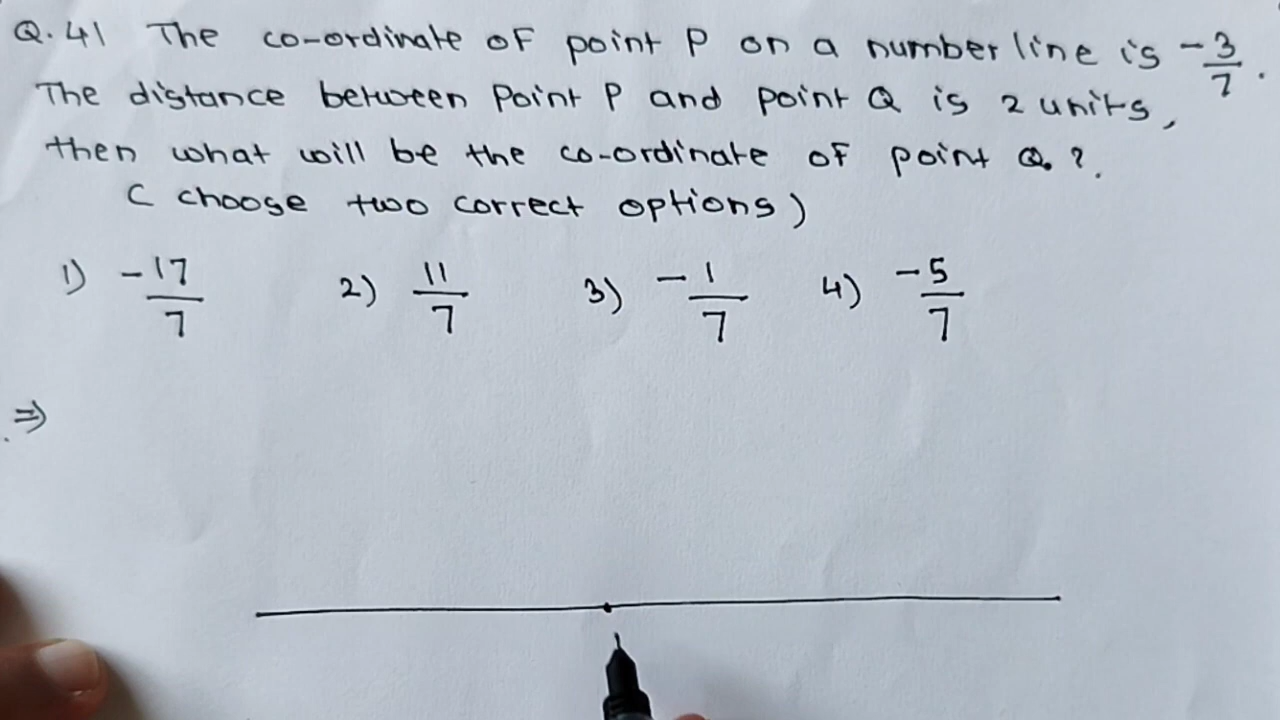 Q.41 The co-ordinate of point P on a number line is -3/7.
The distance between Point P and point Q is 2 units,
then what will be the co-ordinate of point Q.?.
( choose two correct options)
1) -17/7 2) 11/7 3) -1/7 4) -5/7
⇒